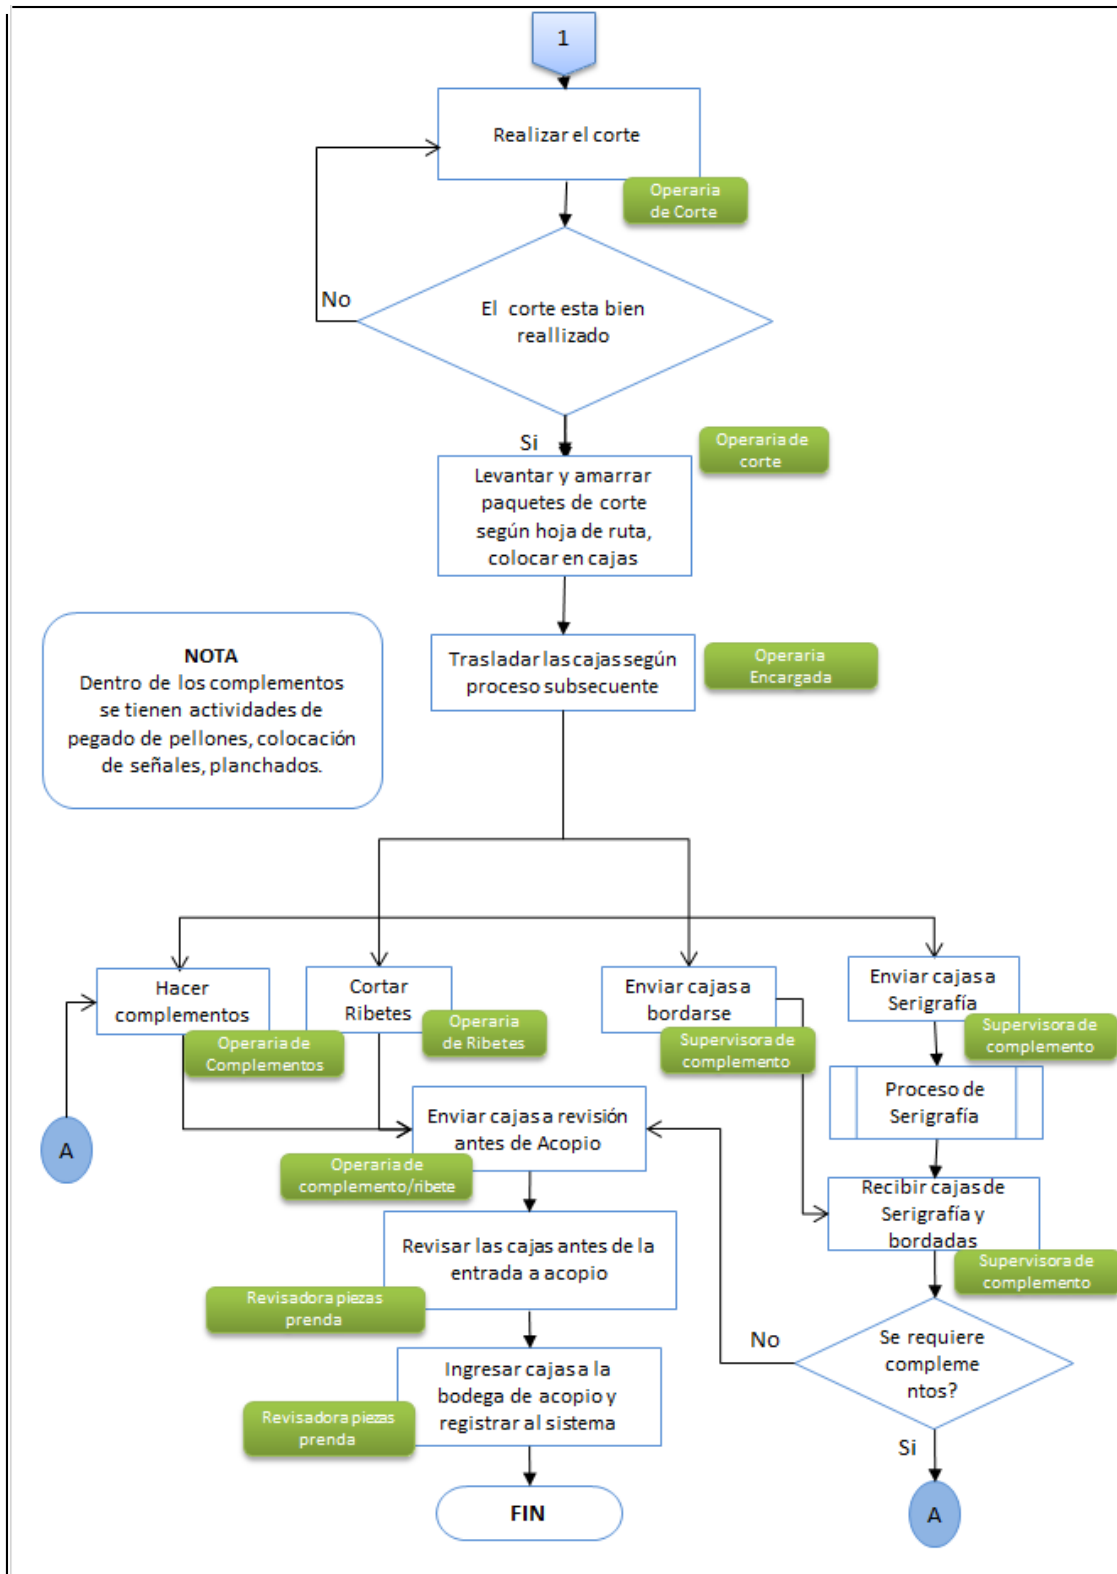 1
Realizar el corte
Operaria
de Corte
No
El corte esta bien
reallizado
Si
Operaria de
corte
Levantar y amarrar
paquetes de corte
según hoja de ruta,
colocar en cajas
NOTA
Dentro de los complementos
se tienen actividades de
pegado de pellones, colocación
de señales, planchados.
Trasladar las cajas según
proceso subsecuente
Operaria
Encargada
Hacer
complementos
Operaria de
Complementos
Cortar
Ribetes
Operaria
de Ribetes
Enviar cajas a
bordarse
Supervisora de
complemento
Enviar cajas a
Serigrafía
Supervisora de
complemento
Proceso de
Serigrafía
A
Enviar cajas a revisión
antes de Acopio
Operaria de
complemento/ribete
Recibir cajas de
Serigrafía y
bordadas
Supervisora de
complemento
Revisar las cajas antes de la
entrada a acopio
Revisadora piezas
prenda
No
Se requiere
compleme
ntos?
Ingresar cajas a la
bodega de acopio y
registrar al sistema
Revisadora piezas
prenda
Si
FIN
A